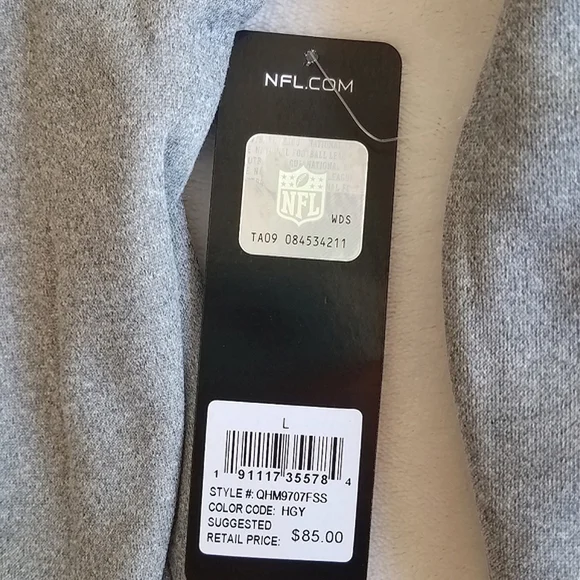 NFL.COM
NFL
WDS
TA09 084534211
L
1 91117 35578 4
STYLE #: QHM9707FSS
COLOR CODE: HGY
SUGGESTED
RETAIL PRICE: $85.00